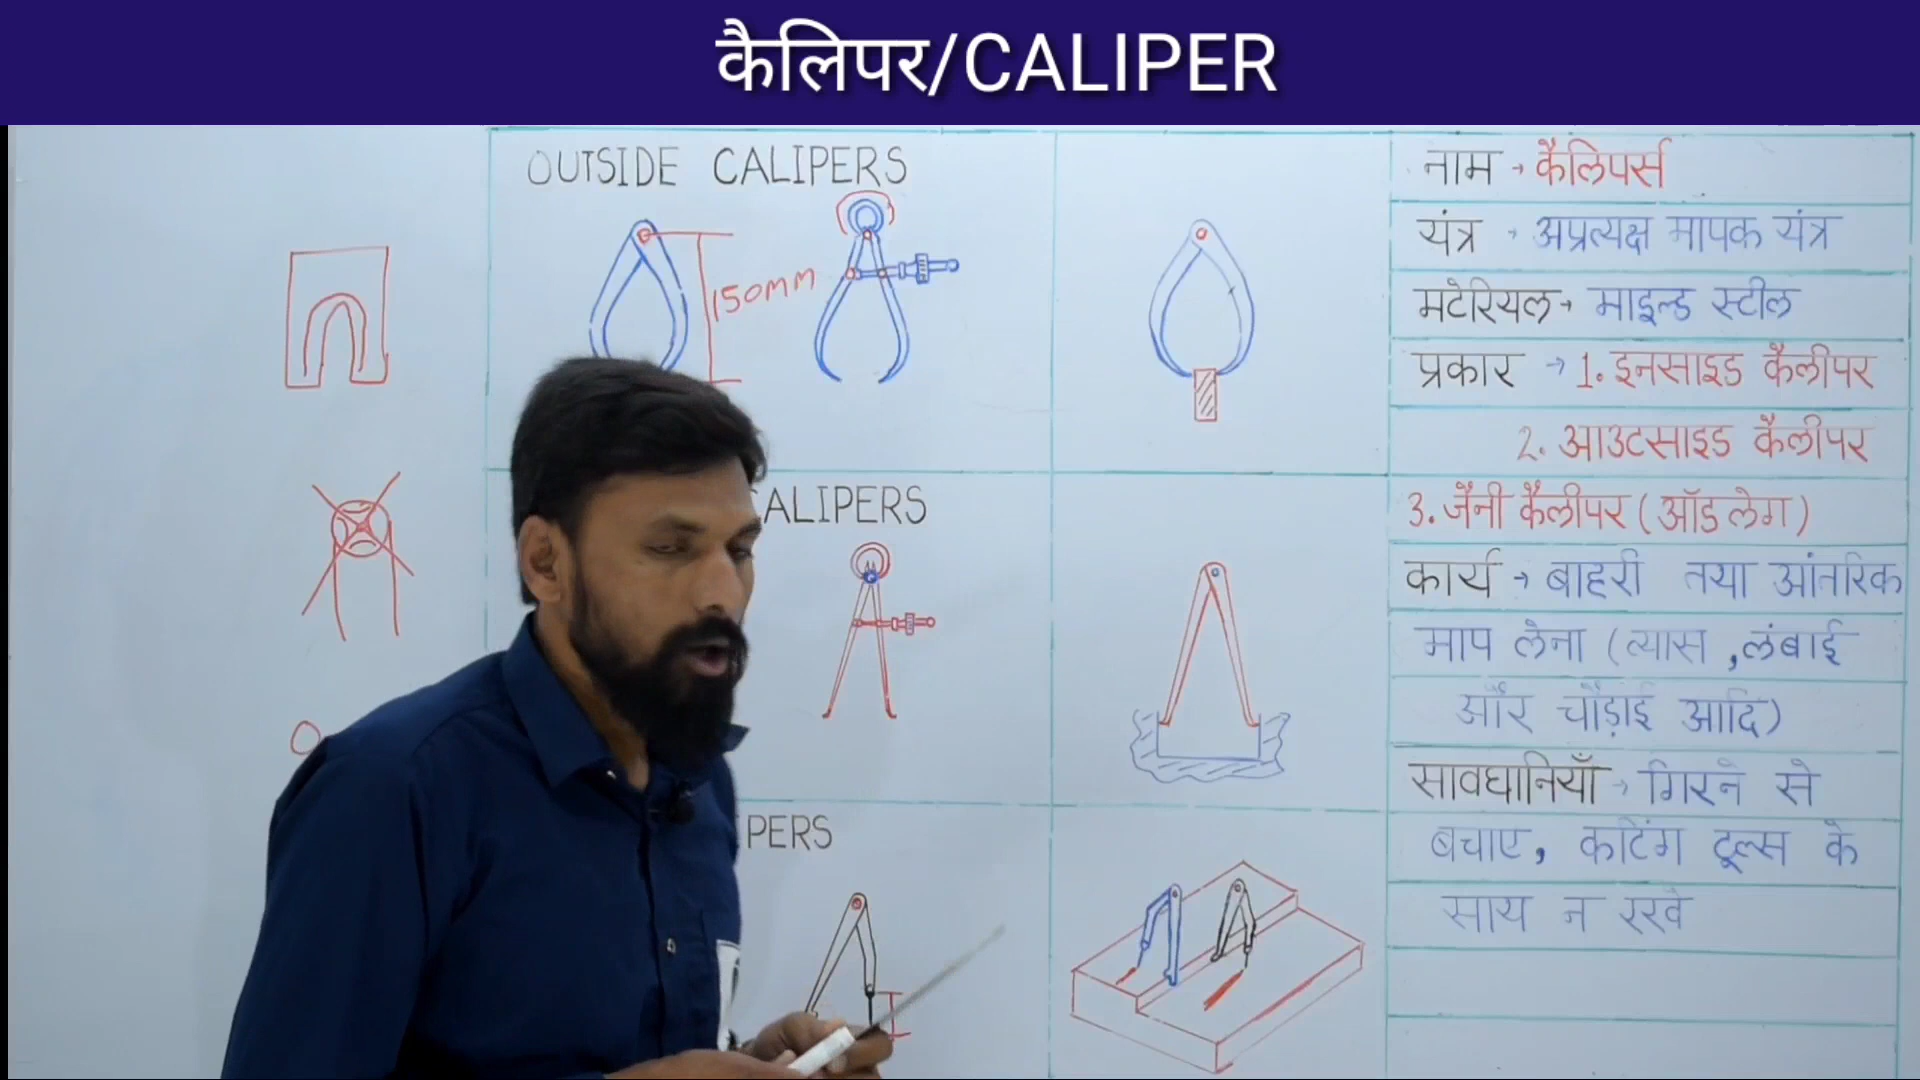 कैलिपर/CALIPER
OUTSIDE CALIPERS
150mm
CALIPERS
PERS
नाम → कैलिपर्स
यंत्र → अप्रत्यक्ष मापक यंत्र
मटेरियल → माइल्ड स्टील
प्रकार → 1. इनसाइड कैलीपर
2. आउटसाइड कैलीपर
3. जैनी कैलीपर (ऑड लेग)
कार्य → बाहरी तथा आंतरिक
माप लेना (व्यास , लंबाई
और चौड़ाई आदि)
सावधानियाँ → गिरने से
बचाए, कटिंग टूल्स के
साथ न रखे